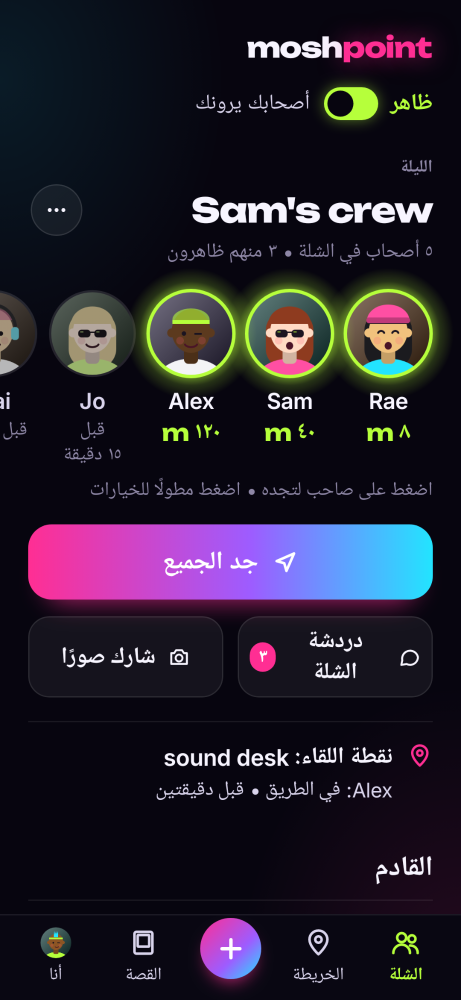 moshpoint
ظاهر
أصحابك يرونك
الليلة
Sam's crew
٥ أصحاب في الشلة • ٣ منهم ظاهرون
Rae
٨ m
Sam
٤٠ m
Alex
١٢٠ m
Jo
قبل
١٥ دقيقة
ai
قبل
اضغط على صاحب لتجده • اضغط مطولًا للخيارات
جد الجميع
دردشة
الشلة
٣
شارك صورًا
نقطة اللقاء: sound desk
Alex: في الطريق • قبل دقيقتين
القادم
الشلة
الخريطة
القصة
أنا